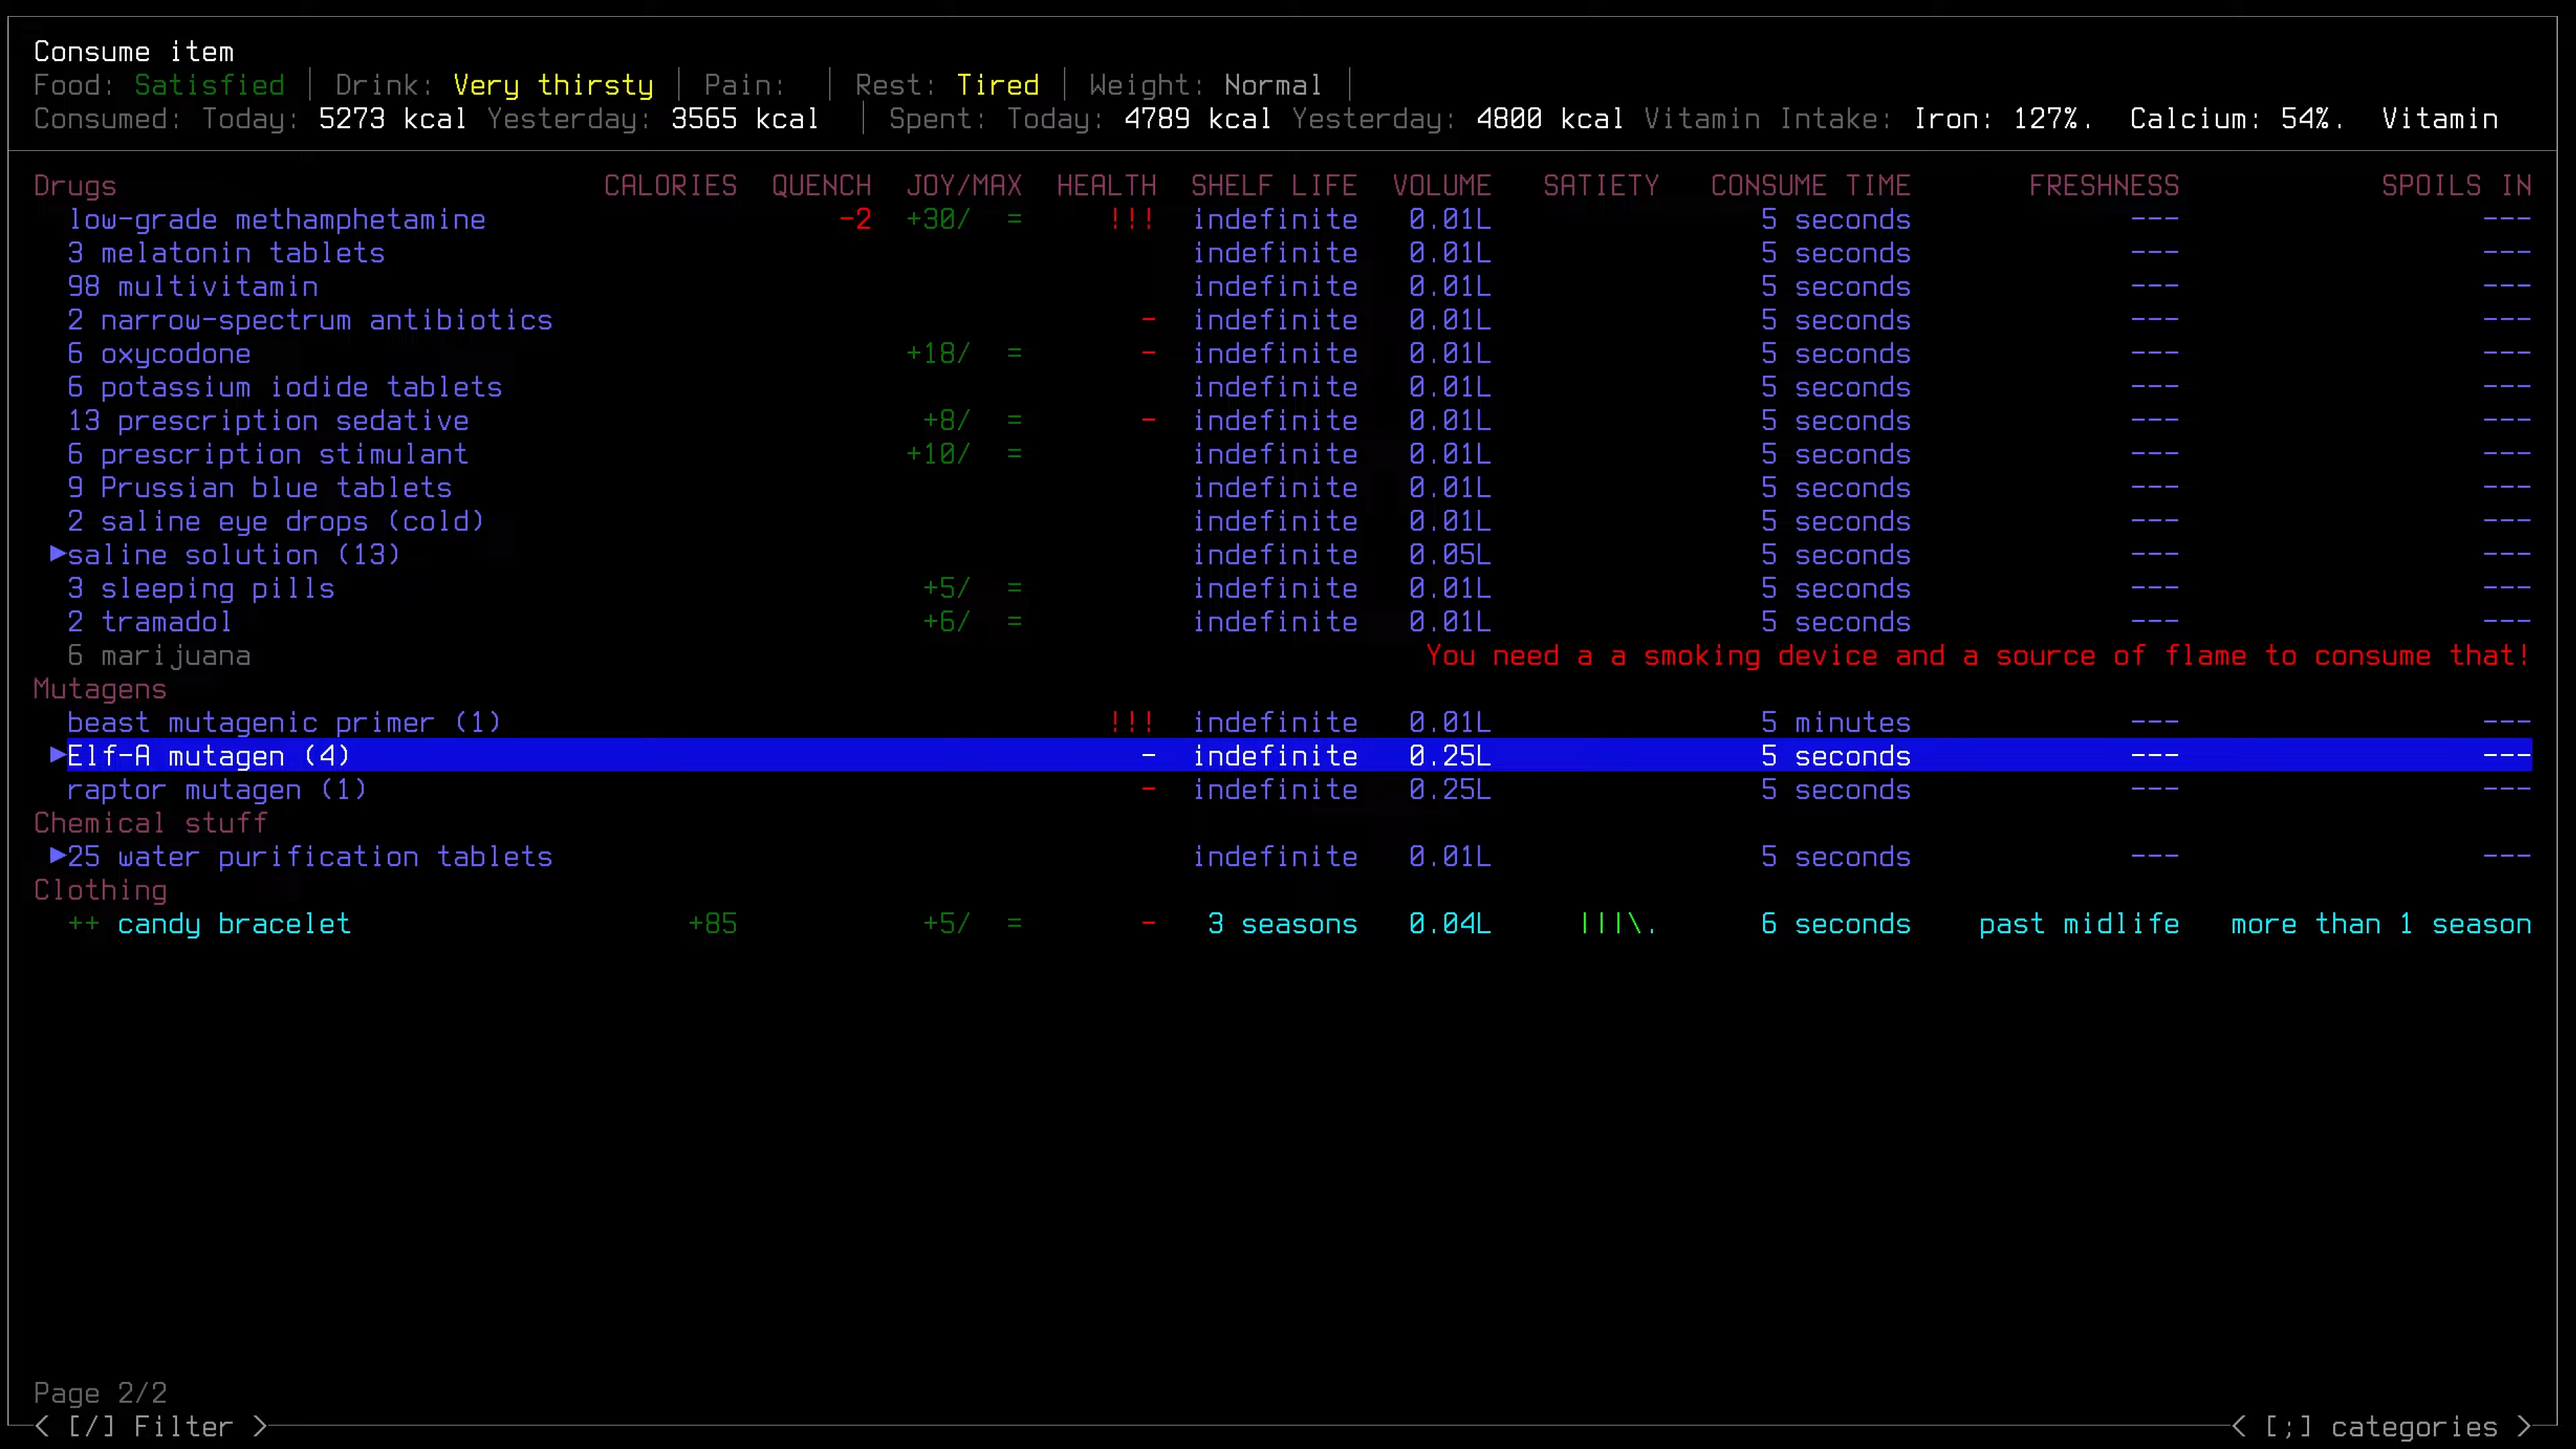 Consume item
Food: Satisfied │ Drink: Very thirsty │ Pain: │ Rest: Tired │ Weight: Normal │
Consumed: Today: 5273 kcal Yesterday: 3565 kcal │ Spent: Today: 4789 kcal Yesterday: 4800 kcal Vitamin Intake: Iron: 127%. Calcium: 54%. Vitamin
Drugs CALORIES QUENCH JOY/MAX HEALTH SHELF LIFE VOLUME SATIETY CONSUME TIME FRESHNESS SPOILS IN
low-grade methamphetamine -2 +30/ = !!! indefinite 0.01L 5 seconds --- ---
3 melatonin tablets indefinite 0.01L 5 seconds --- ---
98 multivitamin indefinite 0.01L 5 seconds --- ---
2 narrow-spectrum antibiotics - indefinite 0.01L 5 seconds --- ---
6 oxycodone +18/ = - indefinite 0.01L 5 seconds --- ---
6 potassium iodide tablets indefinite 0.01L 5 seconds --- ---
13 prescription sedative +8/ = - indefinite 0.01L 5 seconds --- ---
6 prescription stimulant +10/ = indefinite 0.01L 5 seconds --- ---
9 Prussian blue tablets indefinite 0.01L 5 seconds --- ---
2 saline eye drops (cold) indefinite 0.01L 5 seconds --- ---
►saline solution (13) indefinite 0.05L 5 seconds --- ---
3 sleeping pills +5/ = indefinite 0.01L 5 seconds --- ---
2 tramadol +6/ = indefinite 0.01L 5 seconds --- ---
6 marijuana You need a a smoking device and a source of flame to consume that!
Mutagens
beast mutagenic primer (1) !!! indefinite 0.01L 5 minutes --- ---
►Elf-A mutagen (4) - indefinite 0.25L 5 seconds --- ---
raptor mutagen (1) - indefinite 0.25L 5 seconds --- ---
Chemical stuff
►25 water purification tablets indefinite 0.01L 5 seconds --- ---
Clothing
++ candy bracelet +85 +5/ = - 3 seasons 0.04L |||\. 6 seconds past midlife more than 1 season
Page 2/2
< [/] Filter > < [;] categories >